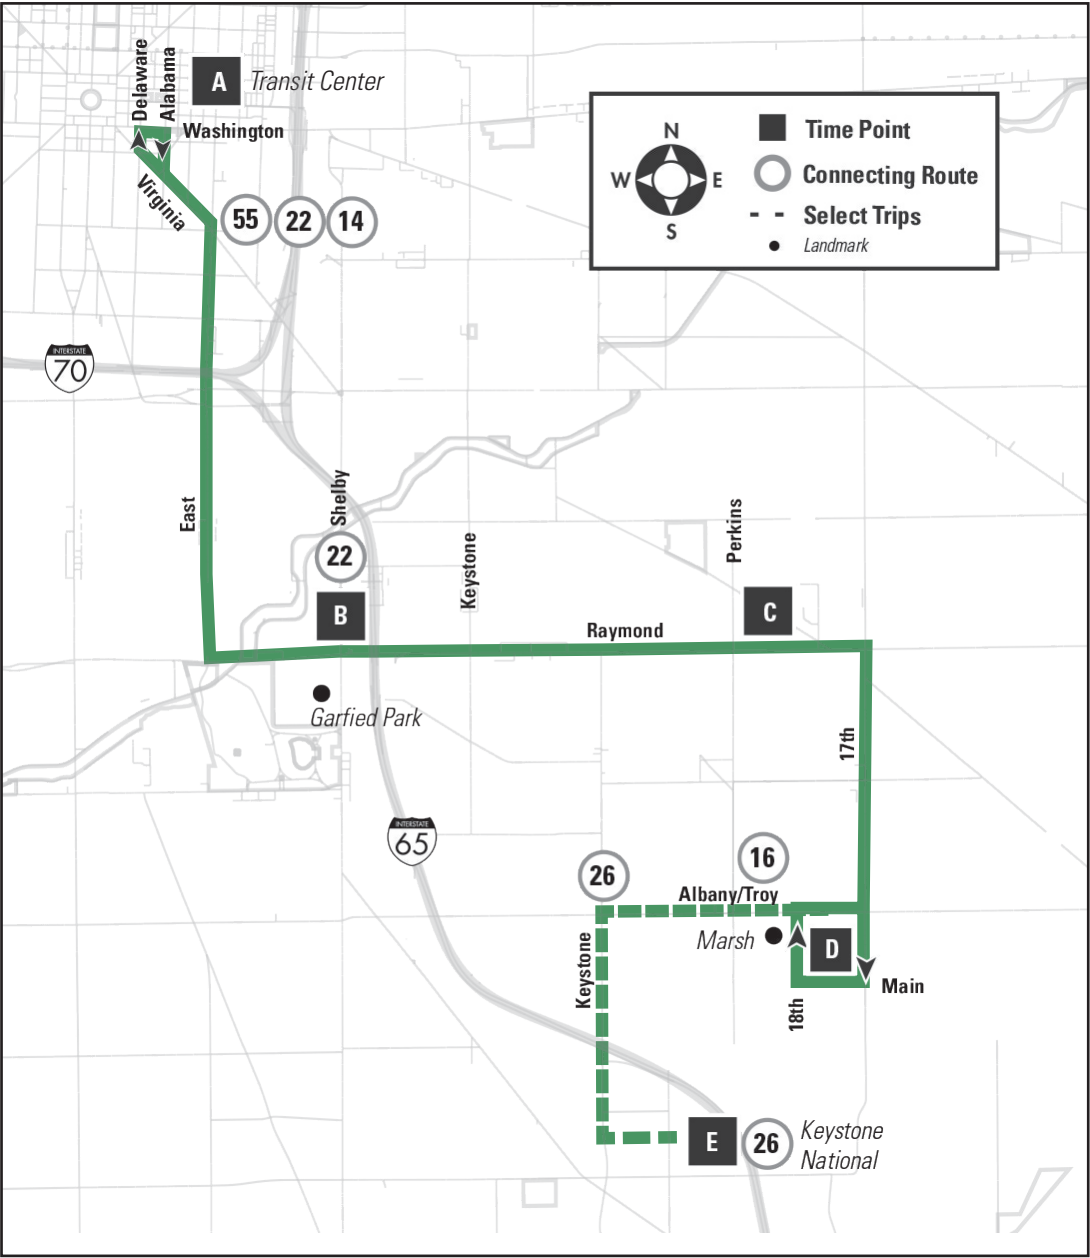 Delaware
Alabama
A
Transit Center
Washington
Virginia
55
22
14
N
W
E
S
Time Point
Connecting Route
Select Trips
Landmark
INTERSTATE
70
East
Shelby
22
Keystone
Perkins
B
C
Raymond
Garfied Park
17th
INTERSTATE
65
26
16
Albany/Troy
Marsh
D
Keystone
Main
18th
E
26
Keystone
National